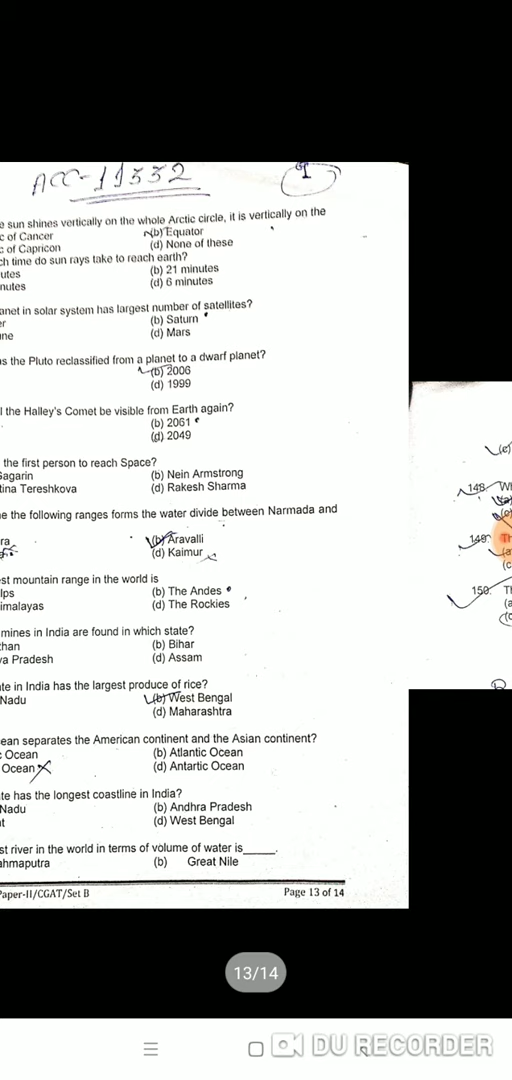 ACC-11332
e sun shines vertically on the whole Arctic circle, it is vertically on the
c of Cancer (b) Equator
c of Capricon (d) None of these
ch time do sun rays take to reach earth?
utes (b) 21 minutes
nutes (d) 6 minutes
anet in solar system has largest number of satellites?
er (b) Saturn
ine (d) Mars
as the Pluto reclassified from a planet to a dwarf planet?
(b) 2006
(d) 1999
l the Halley's Comet be visible from Earth again?
(b) 2061
(d) 2049
the first person to reach Space?
Gagarin (b) Nein Armstrong
tina Tereshkova (d) Rakesh Sharma
ne the following ranges forms the water divide between Narmada and
ra (b) Aravalli
(d) Kaimur
est mountain range in the world is
lps (b) The Andes
imalayas (d) The Rockies
mines in India are found in which state?
than (b) Bihar
ya Pradesh (d) Assam
te in India has the largest produce of rice?
Nadu (b) West Bengal
(d) Maharashtra
ean separates the American continent and the Asian continent?
c Ocean (b) Atlantic Ocean
Ocean (d) Antartic Ocean
te has the longest coastline in India?
Nadu (b) Andhra Pradesh
t (d) West Bengal
st river in the world in terms of volume of water is_____.
ahmaputra (b) Great Nile
Paper-II/CGAT/Set B Page 13 of 14
148. Wh
149. Th
(c
150. T
(a
13/14
DU RECORDER